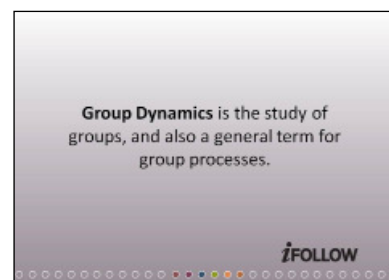 Group Dynamics is the study of
groups, and also a general term for
group processes.
iFOLLOW